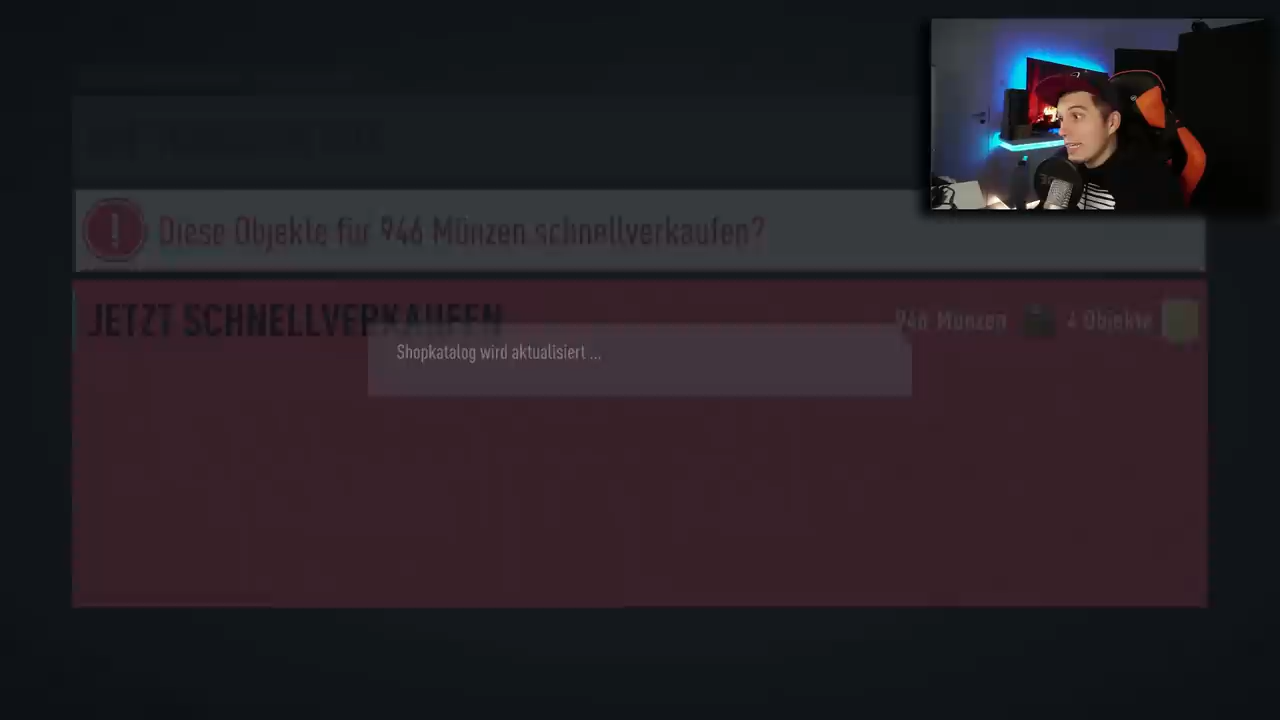 Diese Objekte für 946 Münzen schnellverkaufen?
JETZT SCHNELLVERKAUFEN
946 Münzen 4 Objekte
Shopkatalog wird aktualisiert ...